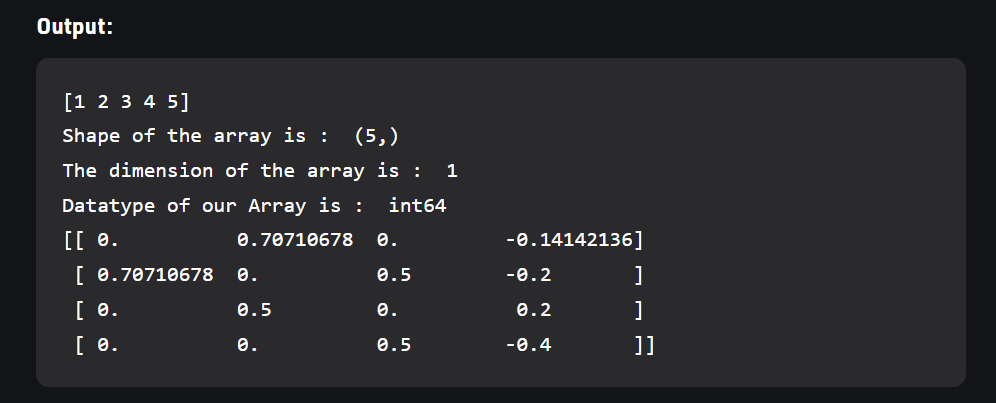 Output:
[1 2 3 4 5]
Shape of the array is :  (5,)
The dimension of the array is :  1
Datatype of our Array is :  int64
[[ 0.          0.70710678  0.         -0.14142136]
 [ 0.70710678  0.          0.5        -0.2       ]
 [ 0.          0.5         0.          0.2       ]
 [ 0.          0.          0.5        -0.4       ]]